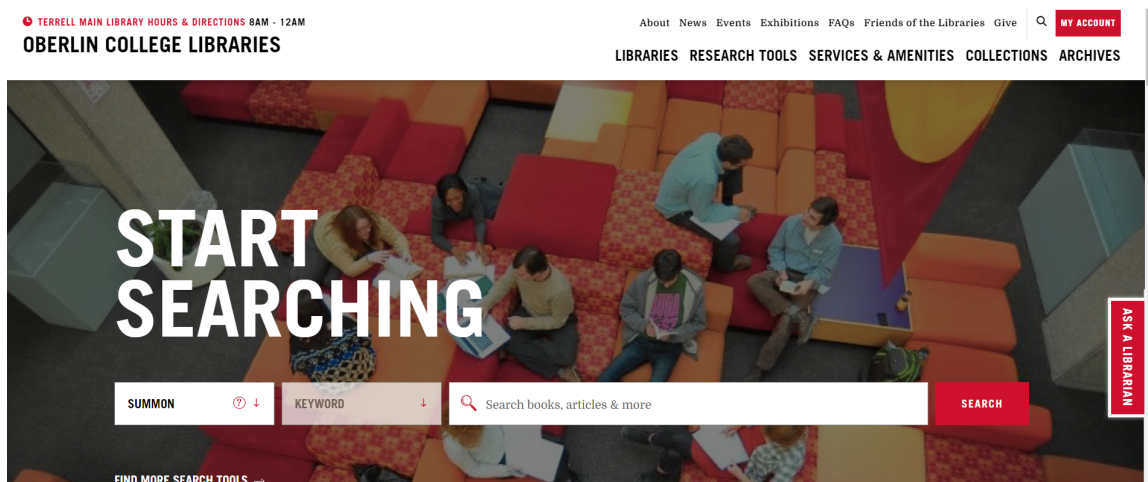 TERRELL MAIN LIBRARY HOURS & DIRECTIONS 8AM - 12AM
OBERLIN COLLEGE LIBRARIES
About News Events Exhibitions FAQs Friends of the Libraries Give
MY ACCOUNT
LIBRARIES RESEARCH TOOLS SERVICES & AMENITIES COLLECTIONS ARCHIVES
START
SEARCHING
SUMMON ?
KEYWORD
Search books, articles & more
SEARCH
ASK A LIBRARIAN
FIND MORE SEARCH TOOLS →